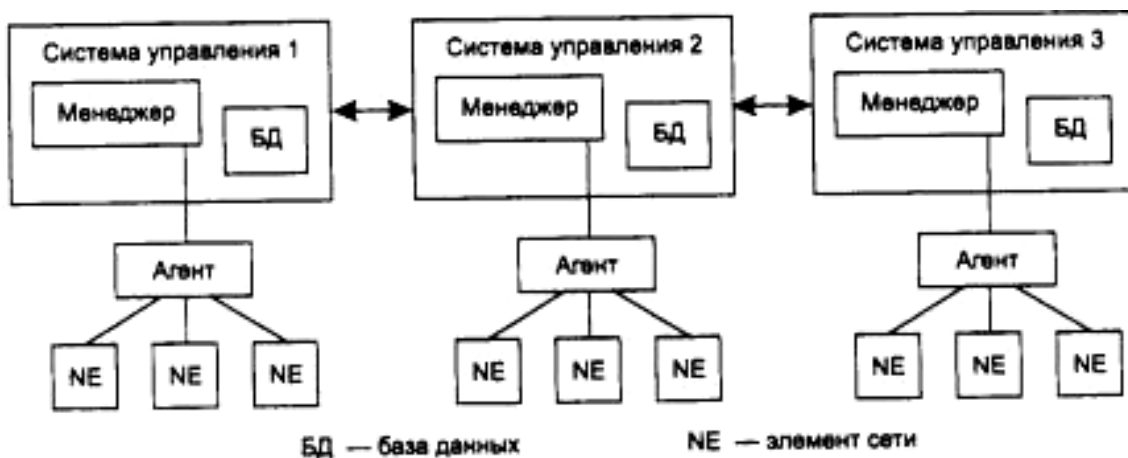 Система управления 1
Система управления 2
Система управления 3
Менеджер
БД
Менеджер
БД
Менеджер
БД
Агент
Агент
Агент
NE
NE
NE
NE
NE
NE
NE
NE
NE
БД — база данных
NE — элемент сети